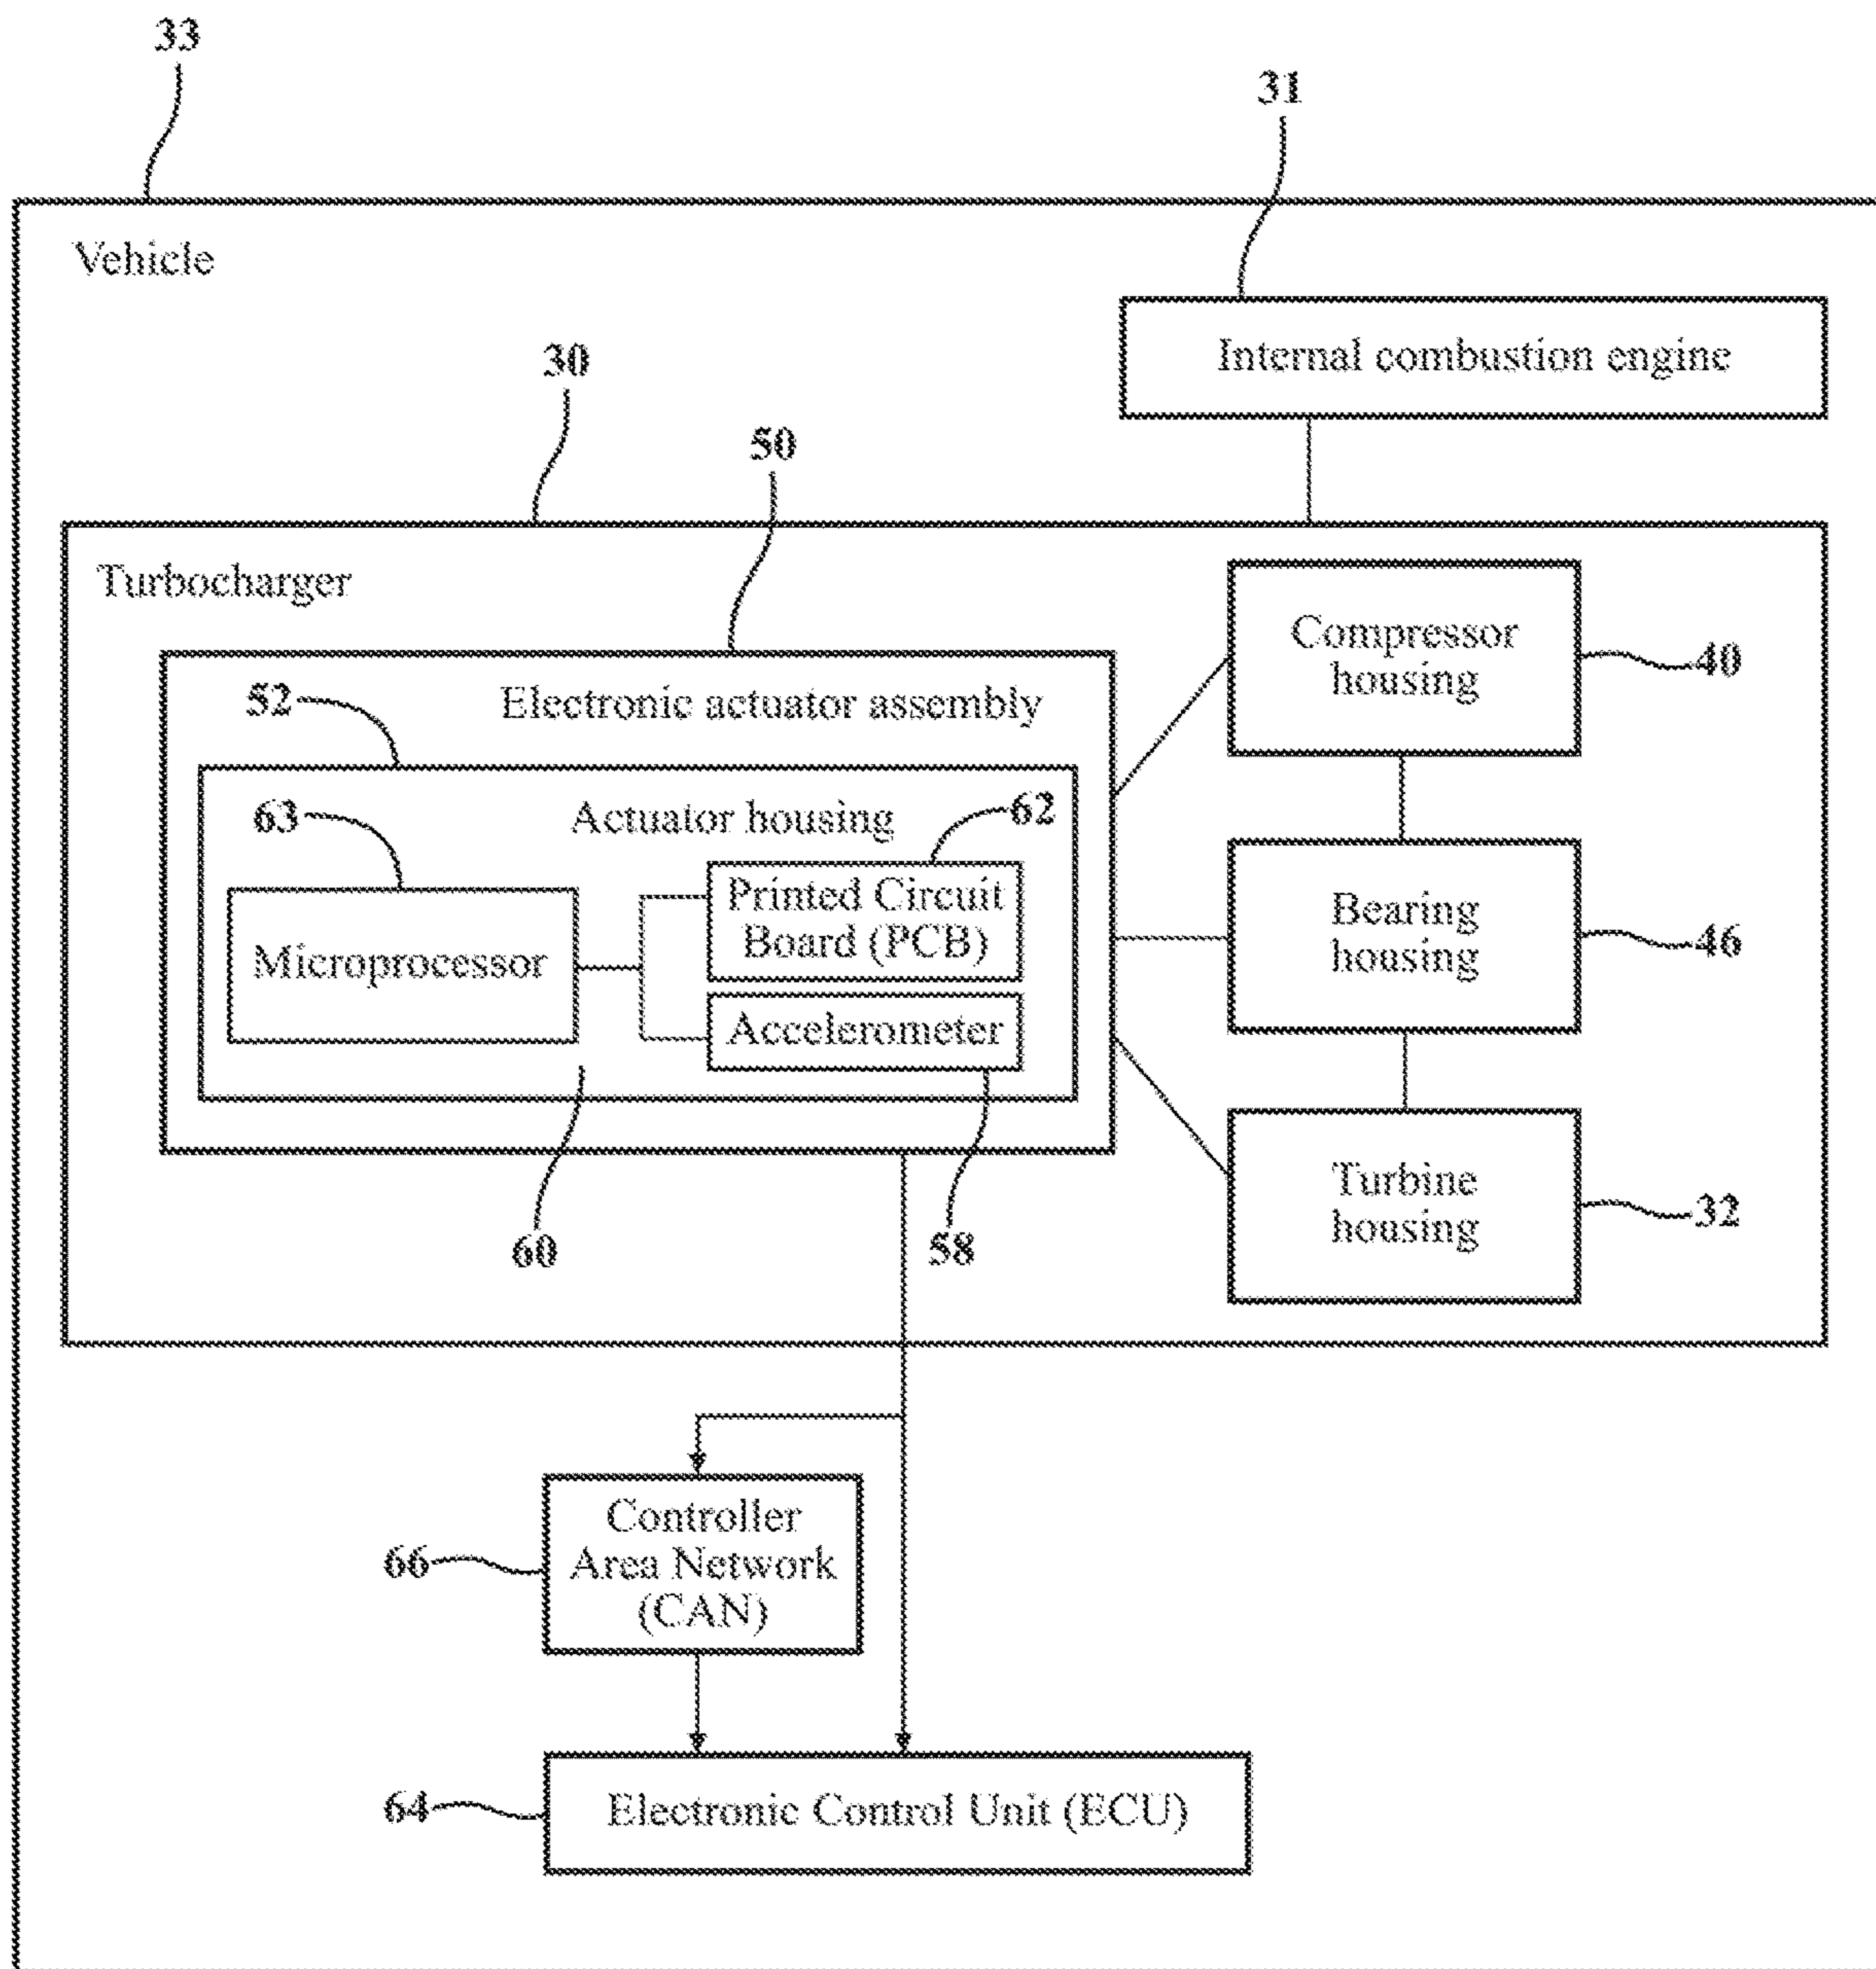 33
31
Vehicle
Internal combustion engine
30
50
Turbocharger
Compressor
housing
40
52
Electronic actuator assembly
63
Actuator housing
62
Printed Circuit
Board (PCB)
Microprocessor
Accelerometer
Bearing
housing
46
60
58
Turbine
housing
32
Controller
Area Network
(CAN)
66
64
Electronic Control Unit (ECU)